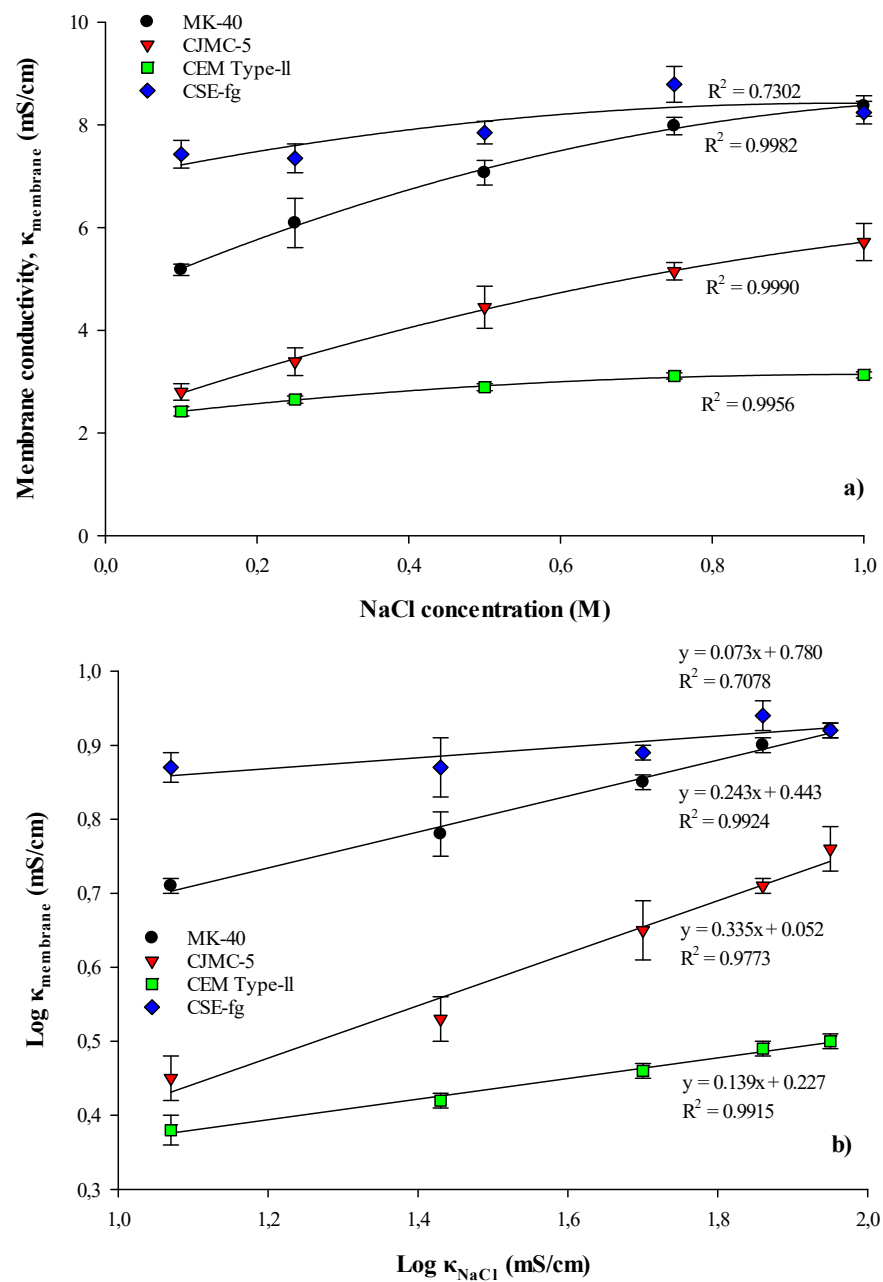 MK-40
CJMC-5
CEM Type-II
CSE-fg
10
8
6
4
2
0
Membrane conductivity, κmembrane (mS/cm)
R² = 0.7302
R² = 0.9982
R² = 0.9990
R² = 0.9956
a)
0,0 0,2 0,4 0,6 0,8 1,0
NaCl concentration (M)
y = 0.073x + 0.780
R² = 0.7078
1,0
0,9
0,8
0,7
0,6
0,5
0,4
0,3
Log κmembrane (mS/cm)
y = 0.243x + 0.443
R² = 0.9924
MK-40
CJMC-5
CEM Type-II
CSE-fg
y = 0.335x + 0.052
R² = 0.9773
y = 0.139x + 0.227
R² = 0.9915
b)
1,0 1,2 1,4 1,6 1,8 2,0
Log κNaCl (mS/cm)